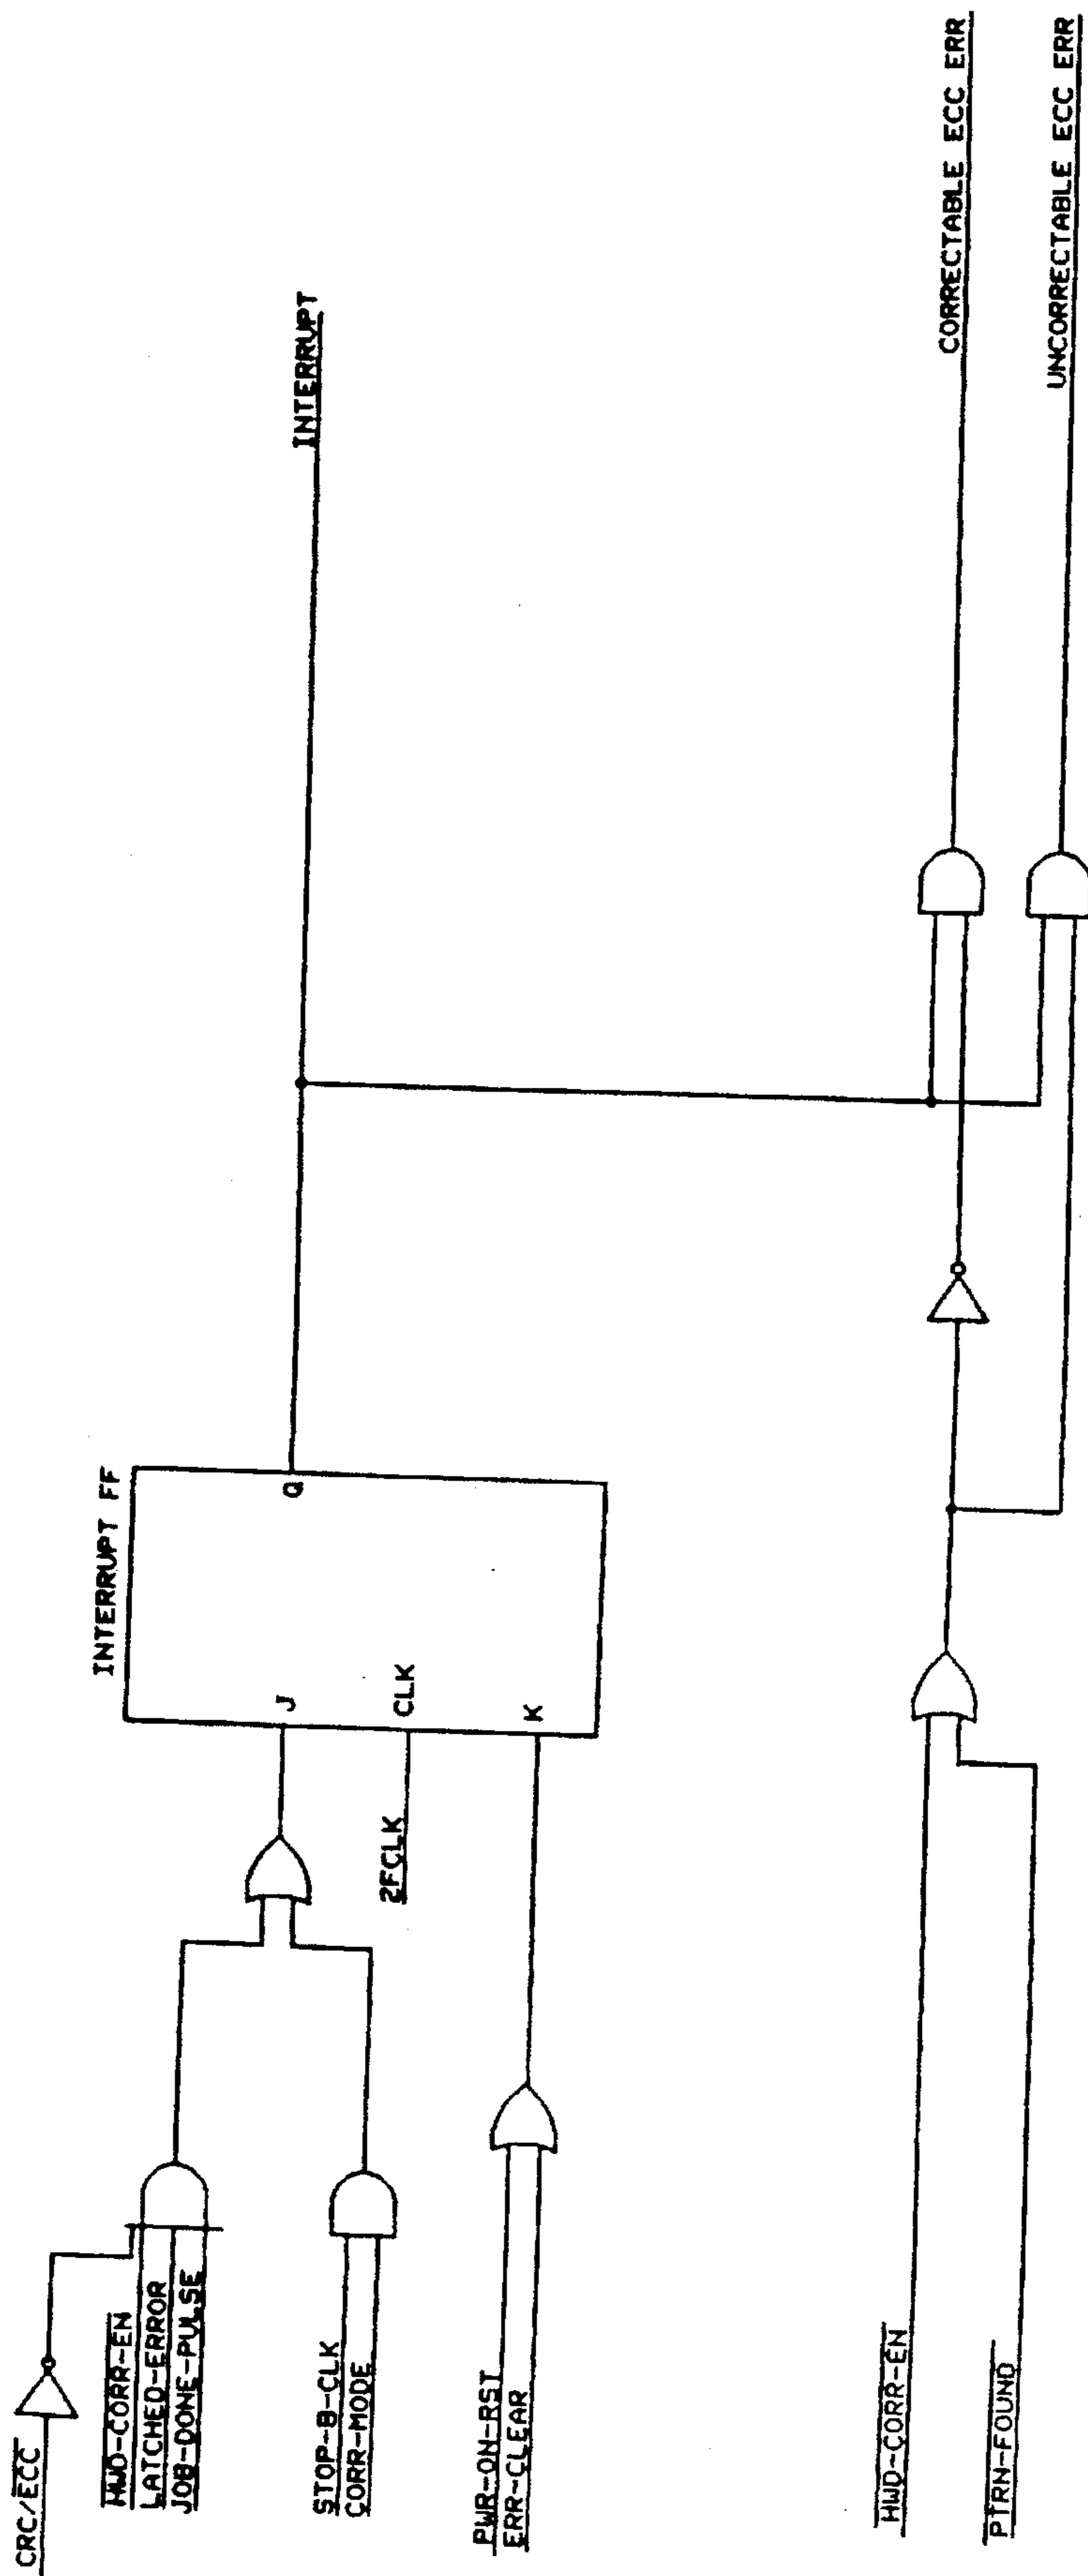 CRC/ECC
HWD-CORR-EN
LATCHED-ERROR
JOB-DONE-PULSE
STOP-B-CLK
CORR-MODE
PWR-ON-RST
ERR-CLEAR
2FCLK
INTERRUPT FF
J
CLK
K
Q
INTERRUPT
HWD-CORR-EN
PTRN-FOUND
CORRECTABLE ECC ERR
UNCORRECTABLE ECC ERR